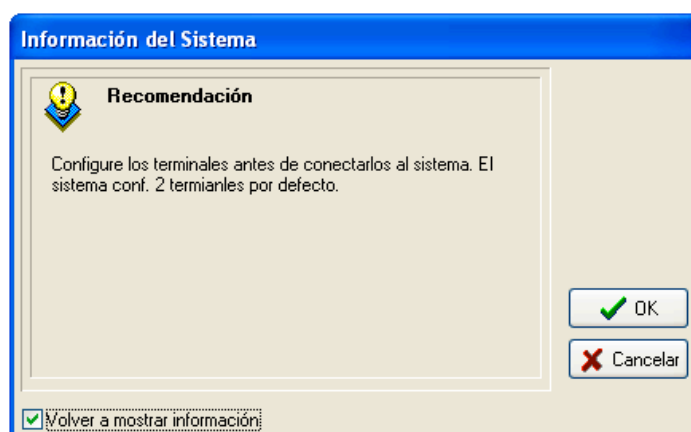 Información del Sistema
Recomendación
Configure los terminales antes de conectarlos al sistema. El
sistema conf. 2 termianles por defecto.
OK
Cancelar
Volver a mostrar información